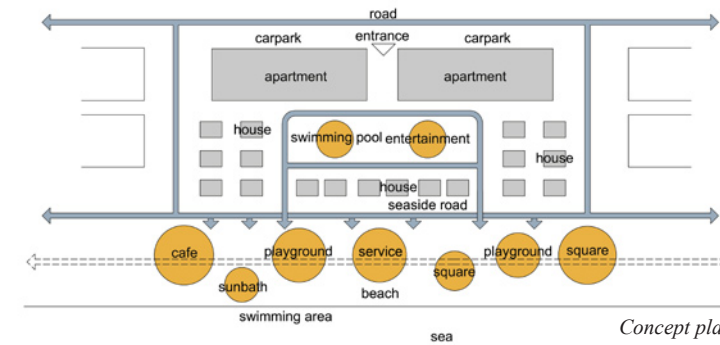 road
carpark
entrance
carpark
apartment
apartment
house
swimming pool
entertainment
house
house
seaside road
cafe
playground
service
playground
square
square
sunbath
beach
swimming area
sea
Concept pla